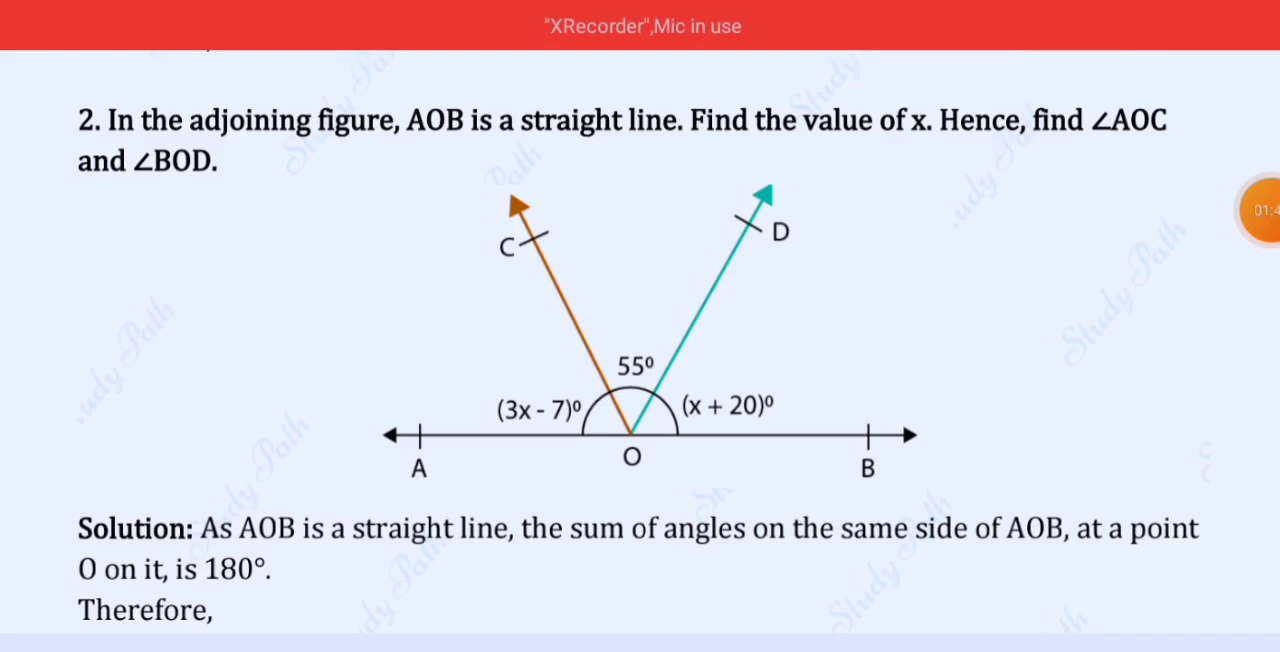 "XRecorder",Mic in use
2. In the adjoining figure, AOB is a straight line. Find the value of x. Hence, find ∠AOC
and ∠BOD.
C
D
55⁰
(3x - 7)⁰
(x + 20)⁰
A
O
B
Solution: As AOB is a straight line, the sum of angles on the same side of AOB, at a point
O on it, is 180°.
Therefore,
Study Path